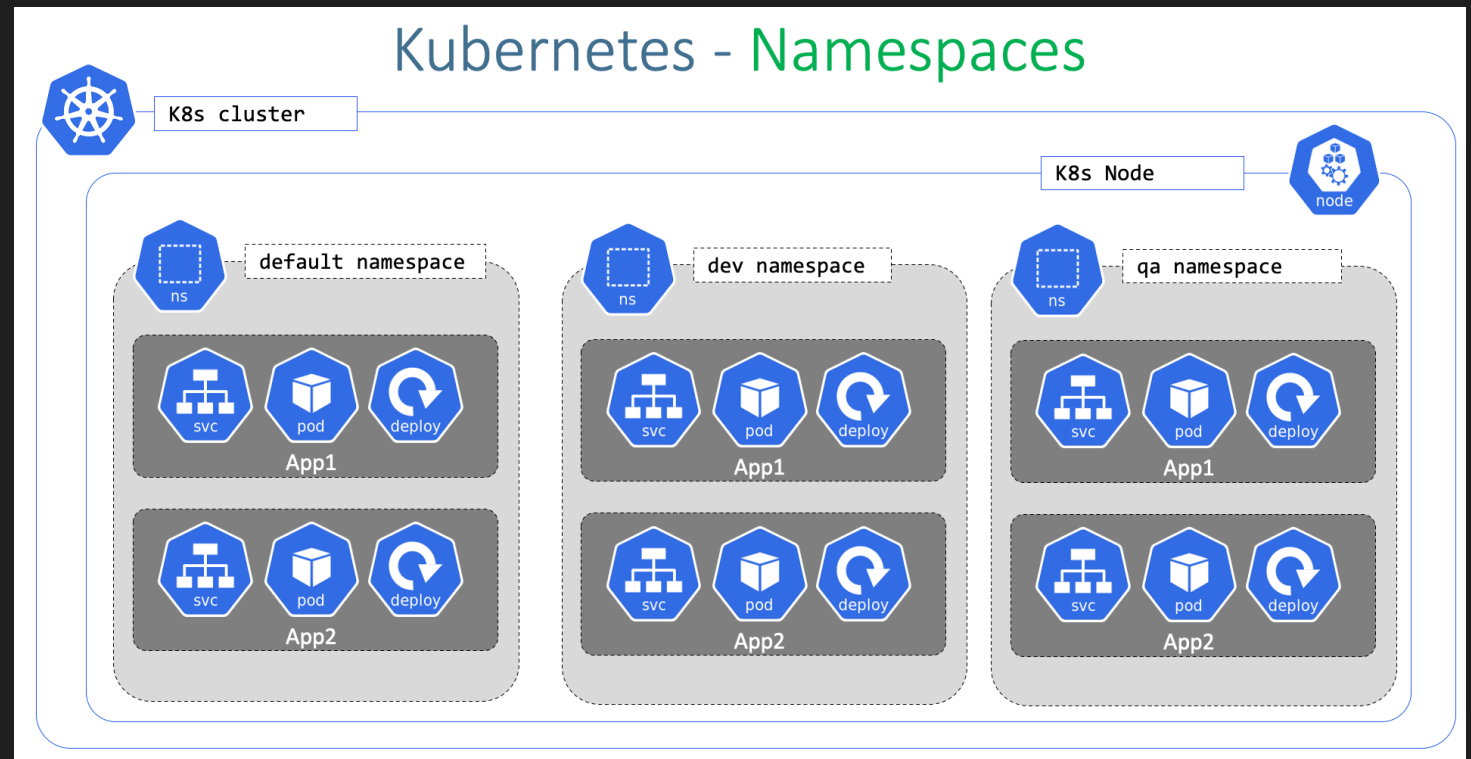 Kubernetes - Namespaces
K8s cluster
K8s Node
node
default namespace
ns
svc
pod
deploy
App1
svc
pod
deploy
App2
dev namespace
ns
svc
pod
deploy
App1
svc
pod
deploy
App2
qa namespace
ns
svc
pod
deploy
App1
svc
pod
deploy
App2